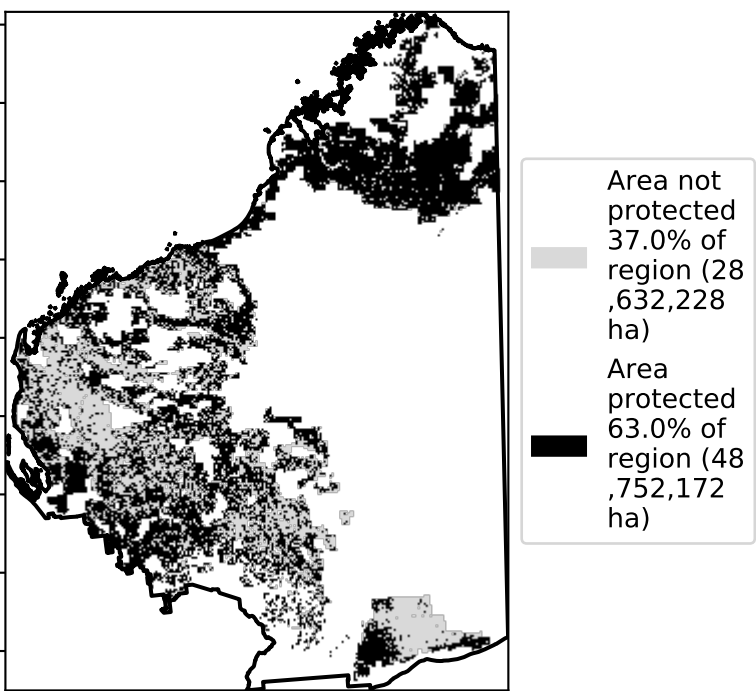 Area not
protected
37.0% of
region (28
,632,228
ha)
Area
protected
63.0% of
region (48
,752,172
ha)